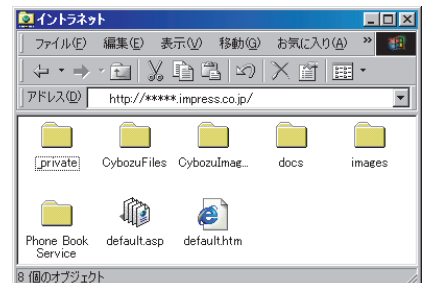 イントラネット
ファイル(F) 編集(E) 表示(V) 移動(G) お気に入り(A) »
アドレス(D) http://*****.impress.co.jp/
_private CybozuFiles CybozuImag... docs images
Phone Book Service default.asp default.htm
8 個のオブジェクト